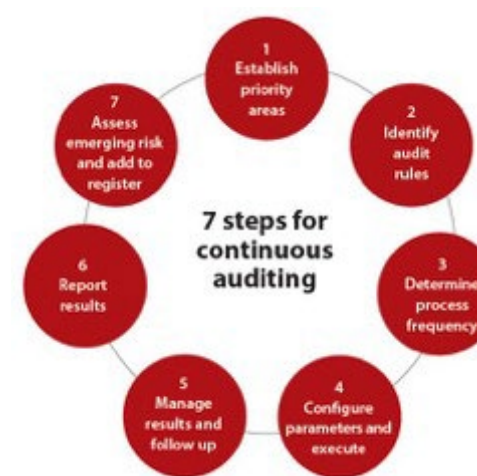 1
Establish
priority
areas
2
Identify
audit
rules
3
Determine
process
frequency
4
Configure
parameters and
execute
5
Manage
results and
follow up
6
Report
results
7
Assess
emerging risk
and add to
register
7 steps for
continuous
auditing